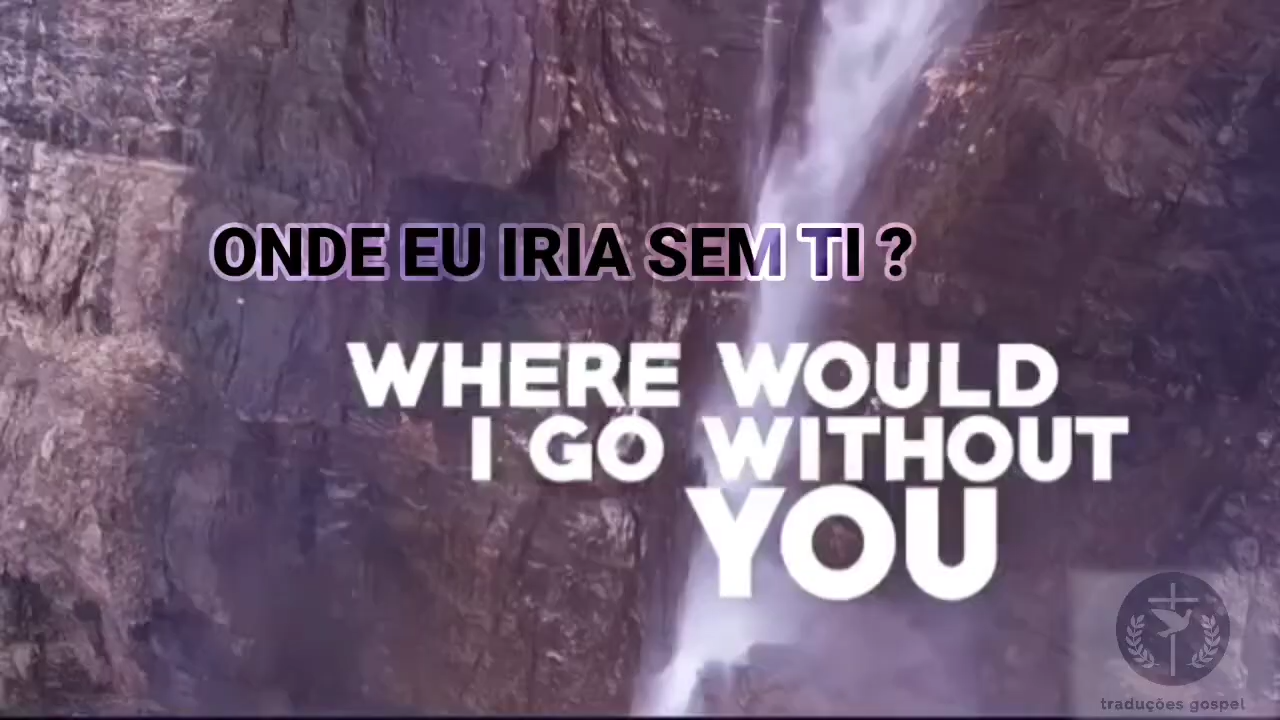 ONDE EU IRIA SEM TI ?
WHERE WOULD
I GO WITHOUT
YOU
traduções gospel